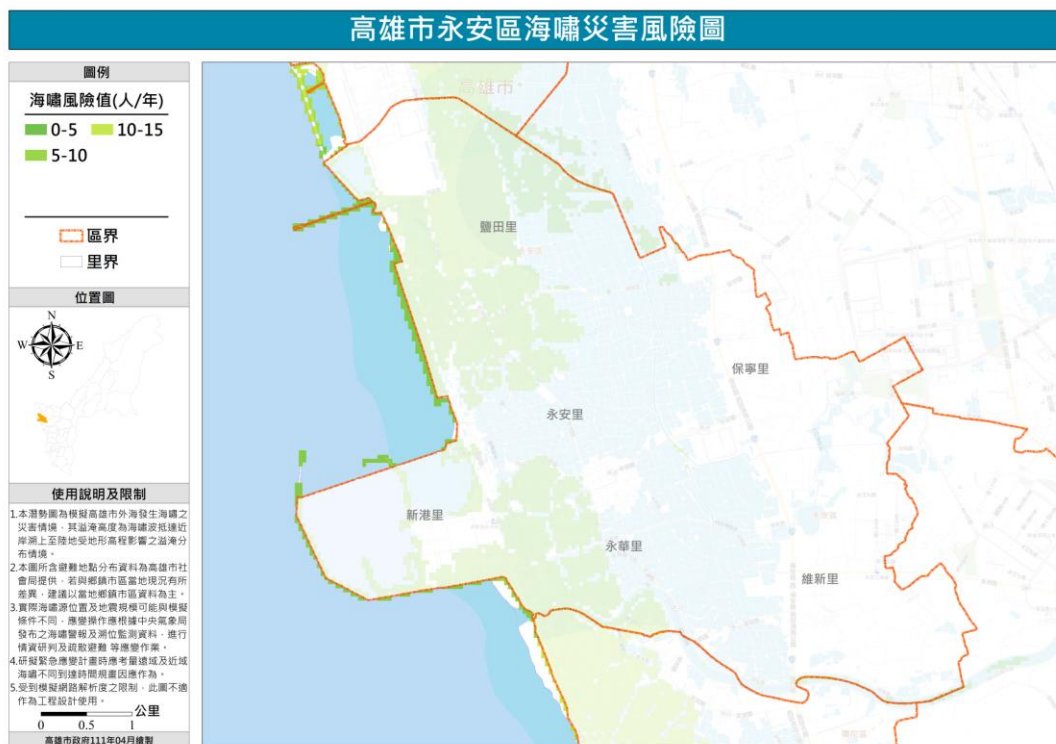 高雄市永安區海嘯災害風險圖
圖例
海嘯風險值(人/年)
0-5 10-15
5-10
區界
里界
位置圖
N
W E
S
使用說明及限制
1.本潛勢圖為模擬高雄市外海發生海嘯之
災害情境，其溢淹高度為海嘯波抵達近
岸溯上至陸地受地形高程影響之溢淹分
布情境。
2.本圖所含避難地點分布資料為高雄市社
會局提供，若與鄉鎮市區當地現況有所
差異，建議以當地鄉鎮市區資料為主。
3.實際海嘯源位置及地震規模可能與模擬
條件不同，應變操作應根據中央氣象局
發布之海嘯警報及潮位監測資料，進行
情資研判及疏散避難 等應變作業。
4.研擬緊急應變計畫時應考量遠域及近域
海嘯不同到達時間規畫因應作為。
5.受到模擬網路解析度之限制，此圖不適
作為工程設計使用。
公里
0 0.5 1
高雄市政府111年04月繪製
高雄市
鹽田里
保寧里
永安里
新港里
永華里
維新里